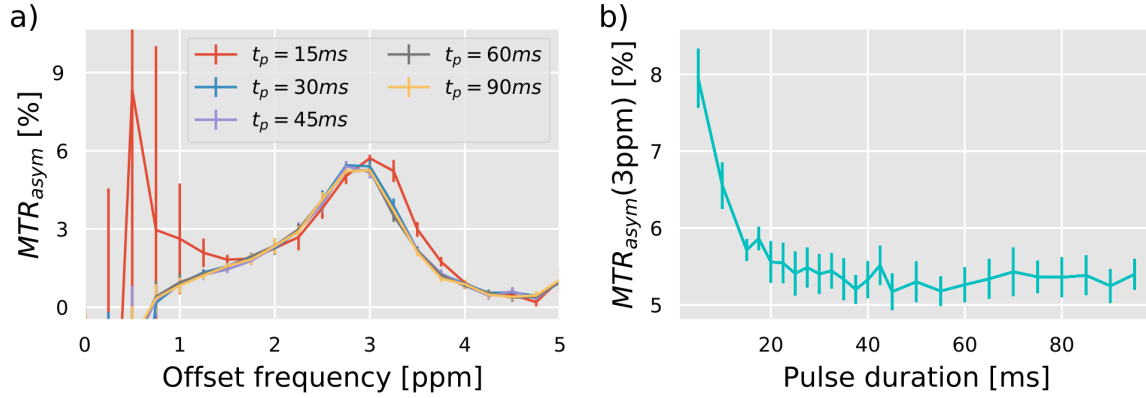 a)
MTR_asym [%]
9
6
3
0
t_p = 15ms
t_p = 30ms
t_p = 45ms
t_p = 60ms
t_p = 90ms
0 1 2 3 4 5
Offset frequency [ppm]
b)
MTR_asym(3ppm) [%]
8
7
6
5
20 40 60 80
Pulse duration [ms]